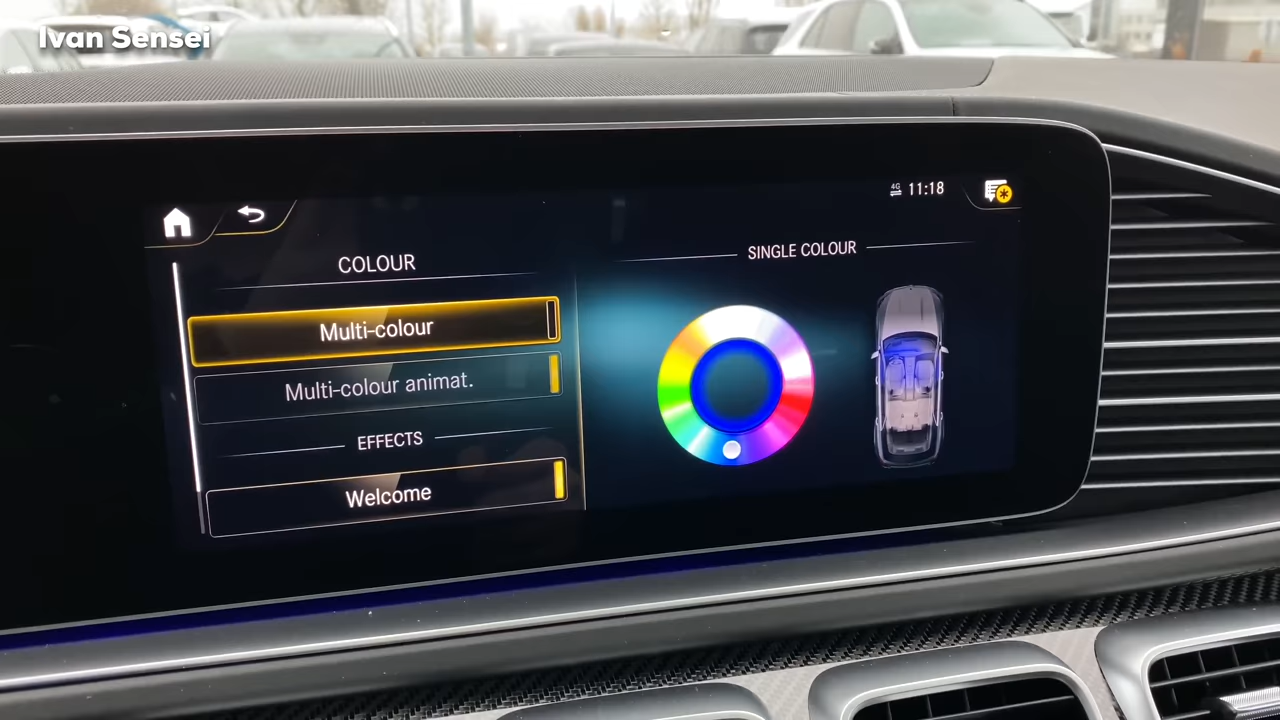 Ivan Sensei
4G 11:18
COLOUR
Multi-colour
Multi-colour animat.
EFFECTS
Welcome
SINGLE COLOUR